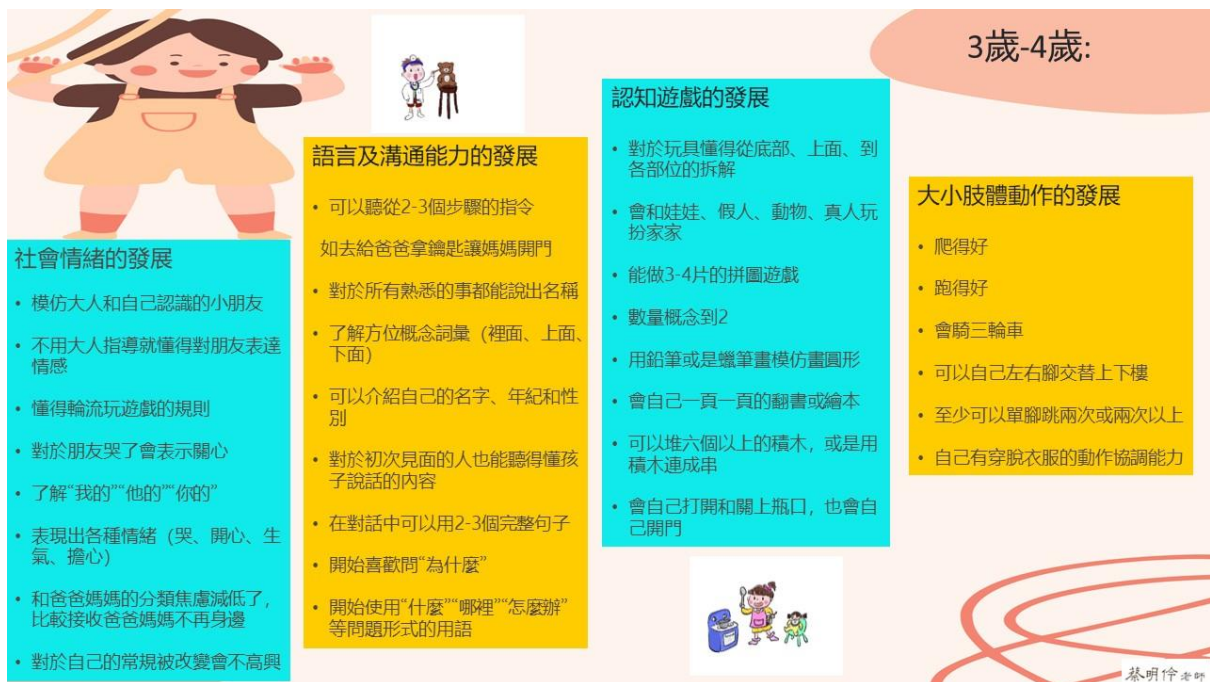 3歲-4歲:
社會情緒的發展
• 模仿大人和自己認識的小朋友
• 不用大人指導就懂得對朋友表達
情感
• 懂得輪流玩遊戲的規則
• 對於朋友哭了會表示關心
• 了解“我的”“他的”“你的”
• 表現出各種情緒（哭、開心、生
氣、擔心）
• 和爸爸媽媽的分類焦慮減低了，
比較接收爸爸媽媽不再身邊
• 對於自己的常規被改變會不高興
語言及溝通能力的發展
• 可以聽從2-3個步驟的指令
如去給爸爸拿鑰匙讓媽媽開門
• 對於所有熟悉的事都能說出名稱
• 了解方位概念詞彙（裡面、上面、
下面）
• 可以介紹自己的名字、年紀和性
別
• 對於初次見面的人也能聽得懂孩
子說話的內容
• 在對話中可以用2-3個完整句子
• 開始喜歡問“為什麼”
• 開始使用“什麼”“哪裡”“怎麼辦”
等問題形式的用語
認知遊戲的發展
• 對於玩具懂得從底部、上面、到
各部位的拆解
• 會和娃娃、假人、動物、真人玩
扮家家
• 能做3-4片的拼圖遊戲
• 數量概念到2
• 用鉛筆或是蠟筆畫模仿畫圓形
• 會自己一頁一頁的翻書或繪本
• 可以堆六個以上的積木，或是用
積木連成串
• 會自己打開和關上瓶口，也會自
己開門
大小肢體動作的發展
• 爬得好
• 跑得好
• 會騎三輪車
• 可以自己左右腳交替上下樓
• 至少可以單腳跳兩次或兩次以上
• 自己有穿脫衣服的動作協調能力
蔡明伶老師